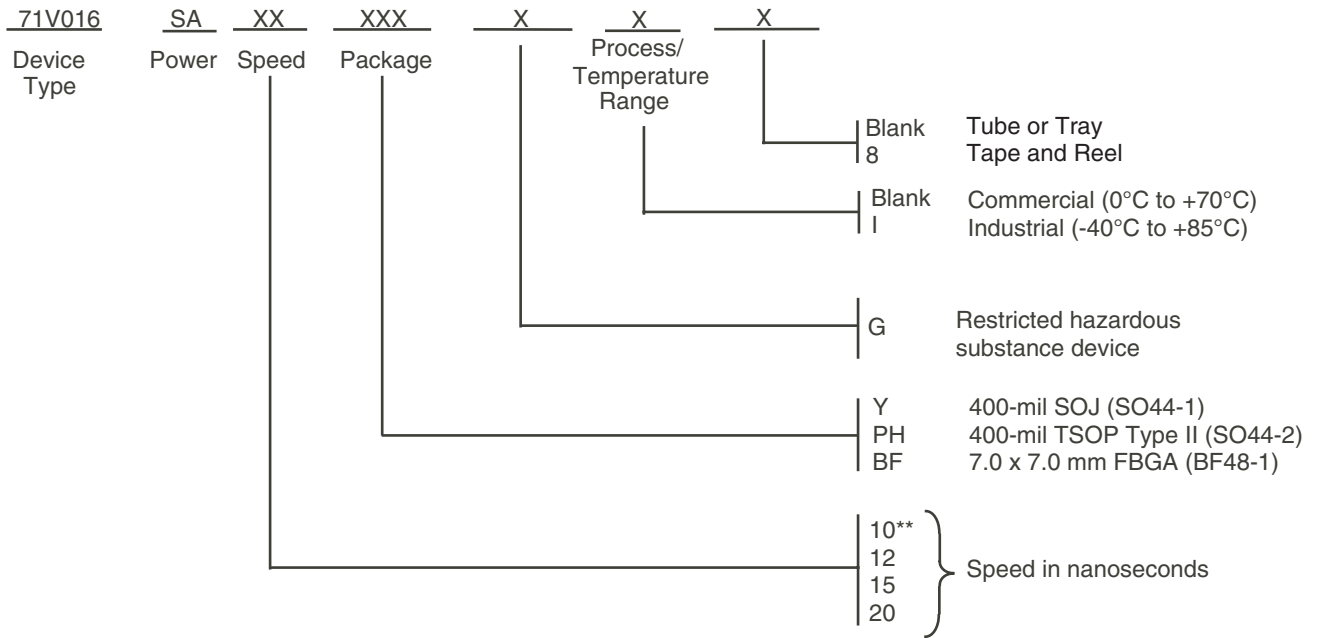 71V016 SA XX XXX X X X
Device Type
Power
Speed
Package
Process/
Temperature
Range
Blank Tube or Tray
8 Tape and Reel
Blank Commercial (0°C to +70°C)
I Industrial (-40°C to +85°C)
G Restricted hazardous
substance device
Y 400-mil SOJ (SO44-1)
PH 400-mil TSOP Type II (SO44-2)
BF 7.0 x 7.0 mm FBGA (BF48-1)
10**
12
15
20
Speed in nanoseconds